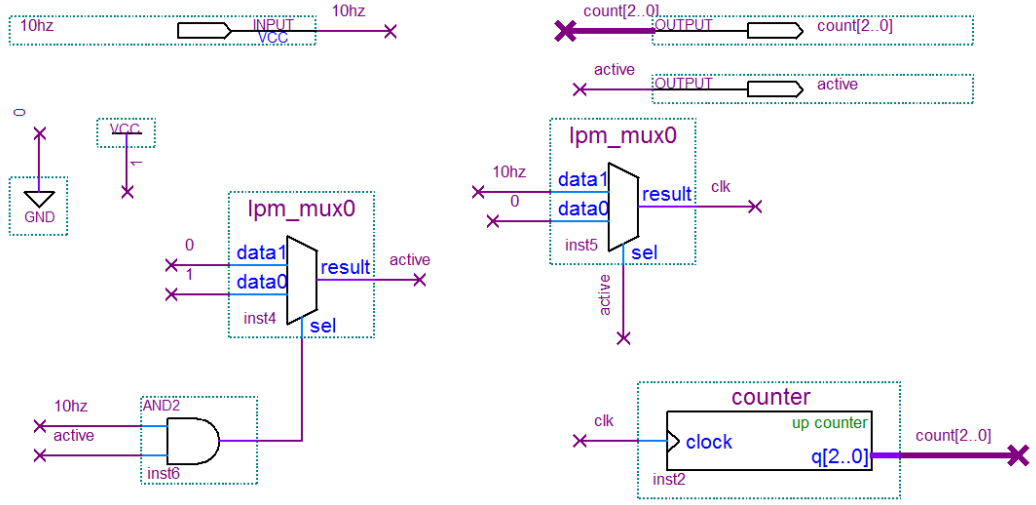 10hz
INPUT
VCC
10hz
count[2..0]
OUTPUT
count[2..0]
active
OUTPUT
active
0
GND
VCC
1
lpm_mux0
0
data1
1
data0
result
active
inst4
sel
lpm_mux0
10hz
data1
0
data0
result
clk
inst5
sel
active
10hz
AND2
active
inst6
counter
up counter
clk
clock
q[2..0]
count[2..0]
inst2